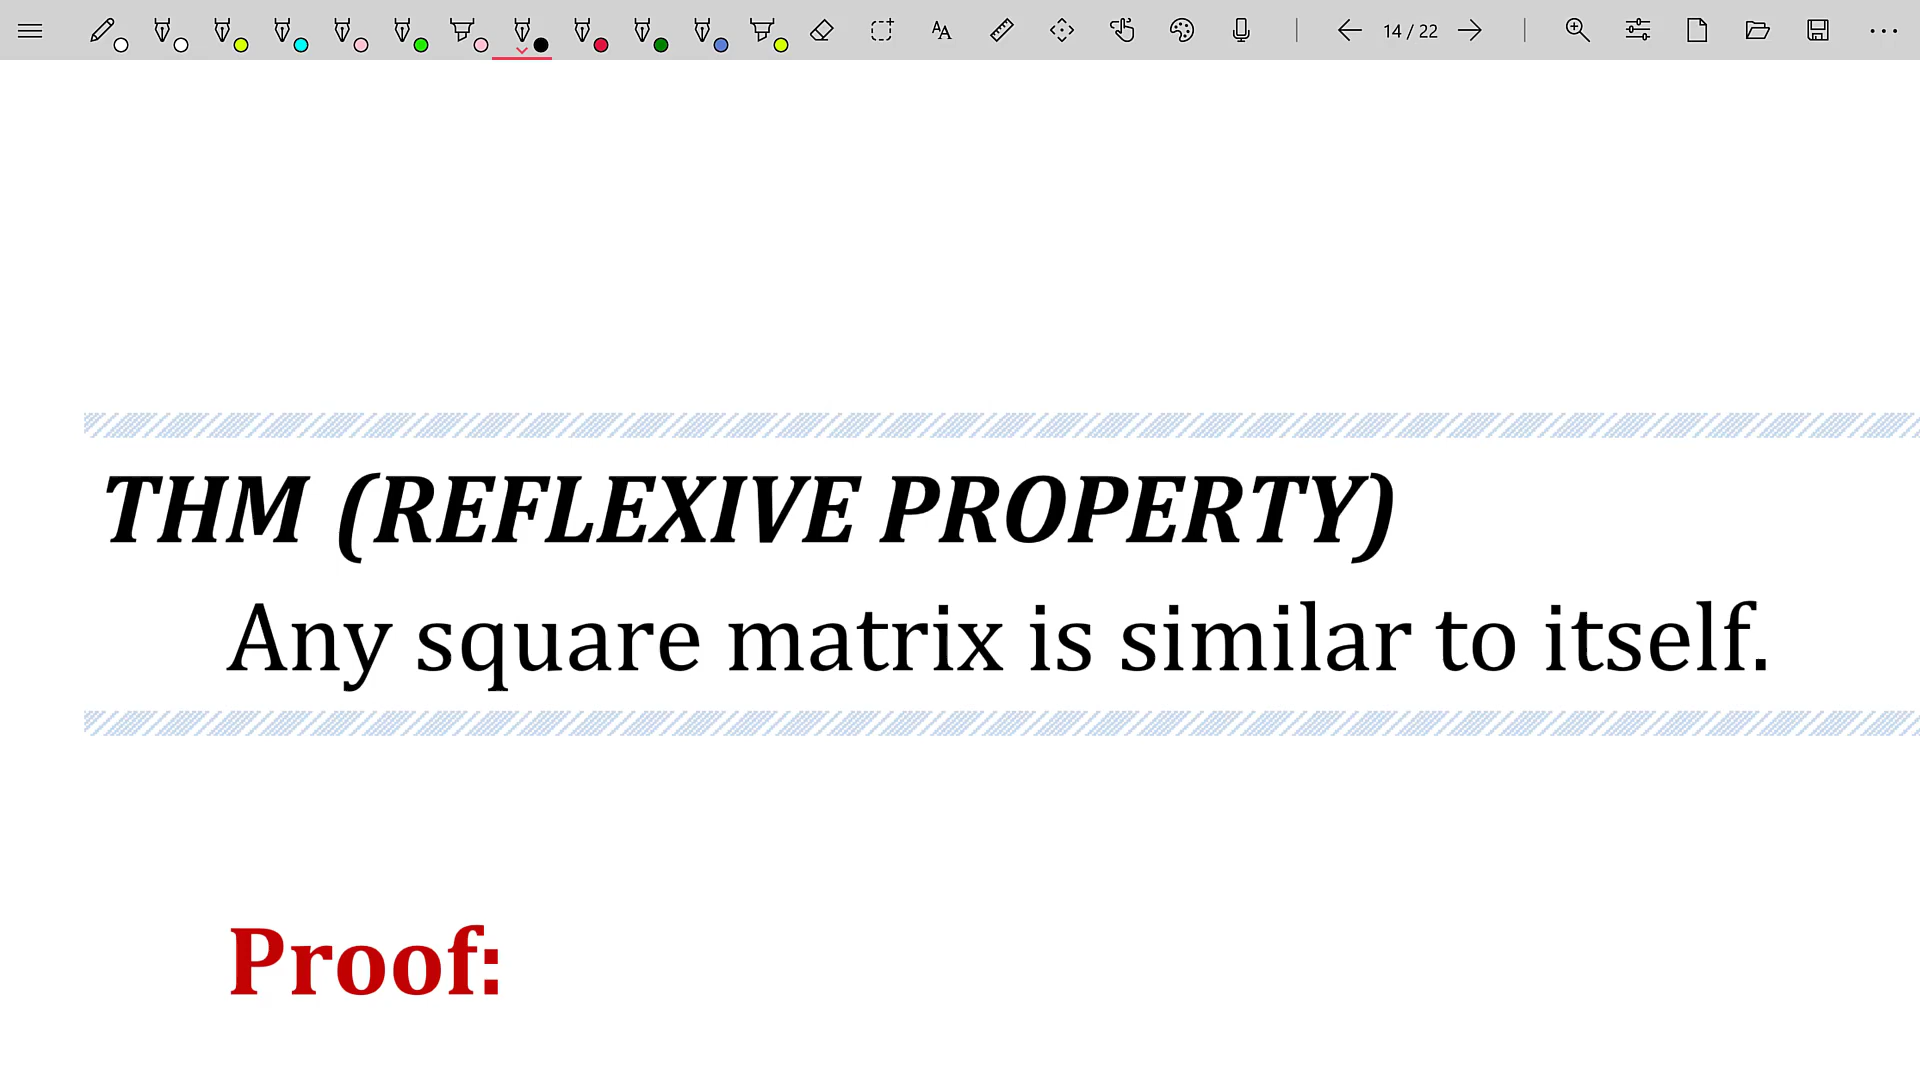 14 / 22
THM (REFLEXIVE PROPERTY)
Any square matrix is similar to itself.
Proof: